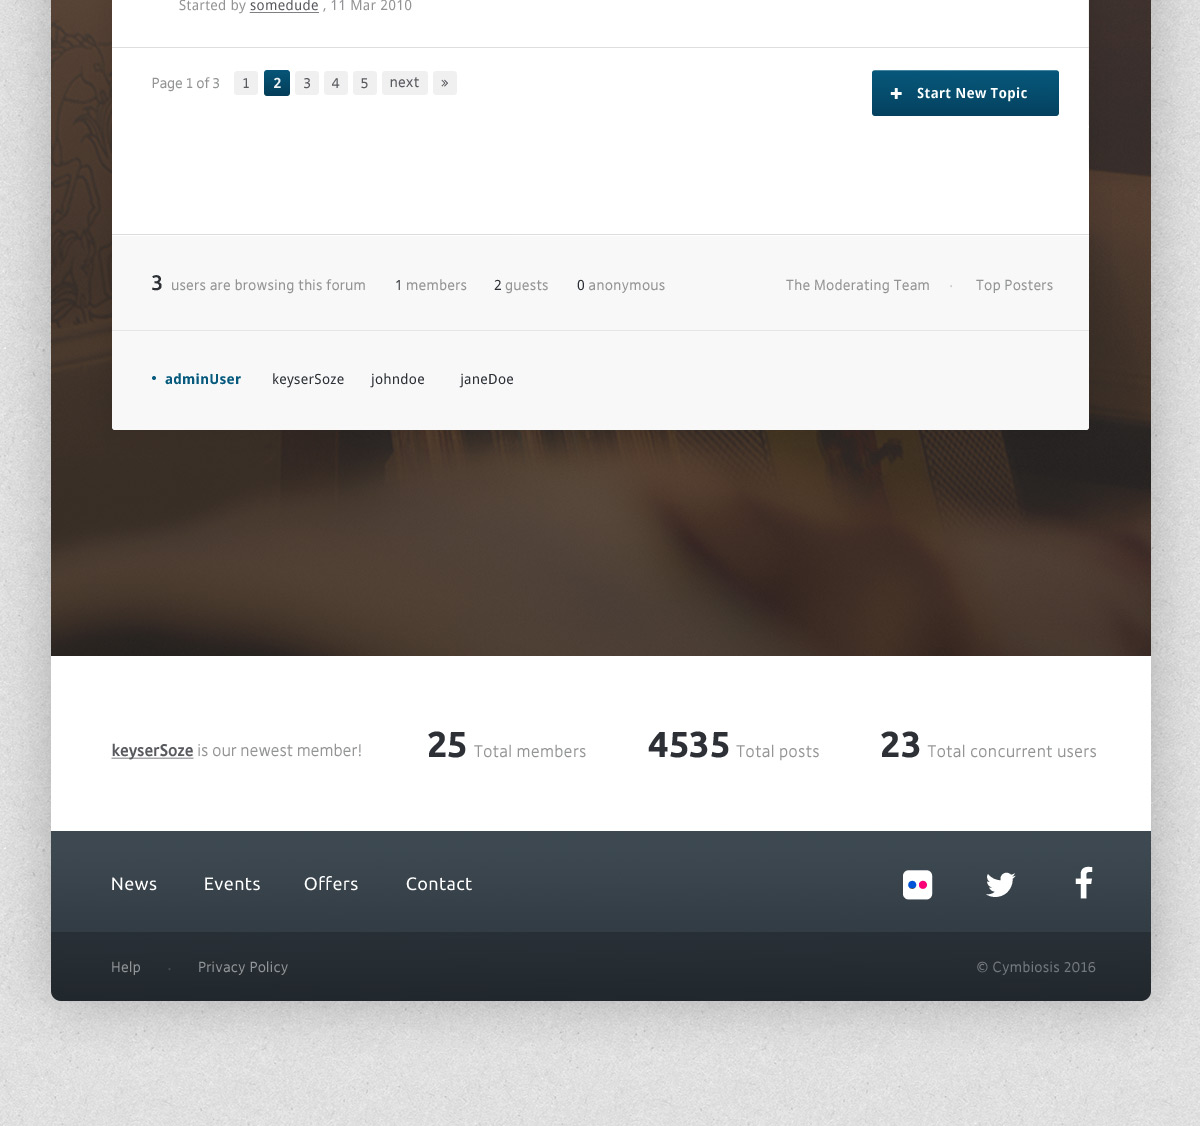 Started by somedude , 11 Mar 2010
Page 1 of 3 1 2 3 4 5 next »
+ Start New Topic
3 users are browsing this forum 1 members 2 guests 0 anonymous The Moderating Team · Top Posters
• adminUser keyserSoze johndoe janeDoe
keyserSoze is our newest member! 25 Total members 4535 Total posts 23 Total concurrent users
News Events Offers Contact
Help · Privacy Policy © Cymbiosis 2016